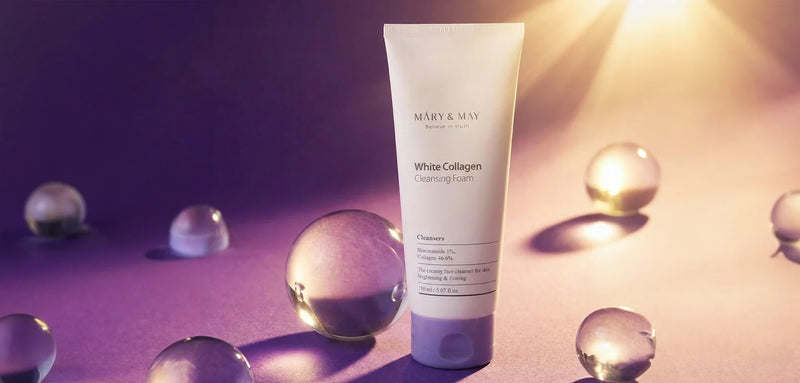 MARY & MAY
Believe in truth
White Collagen
Cleansing Foam
Cleansers
Niacinamide 1%,
Collagen 46.6%
The creamy face cleanser for skin
brightening & firming
150ml / 5.07 fl.oz